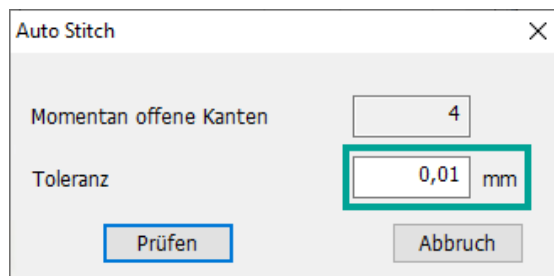 Auto Stitch
Momentan offene Kanten 4
Toleranz 0,01 mm
Prüfen Abbruch